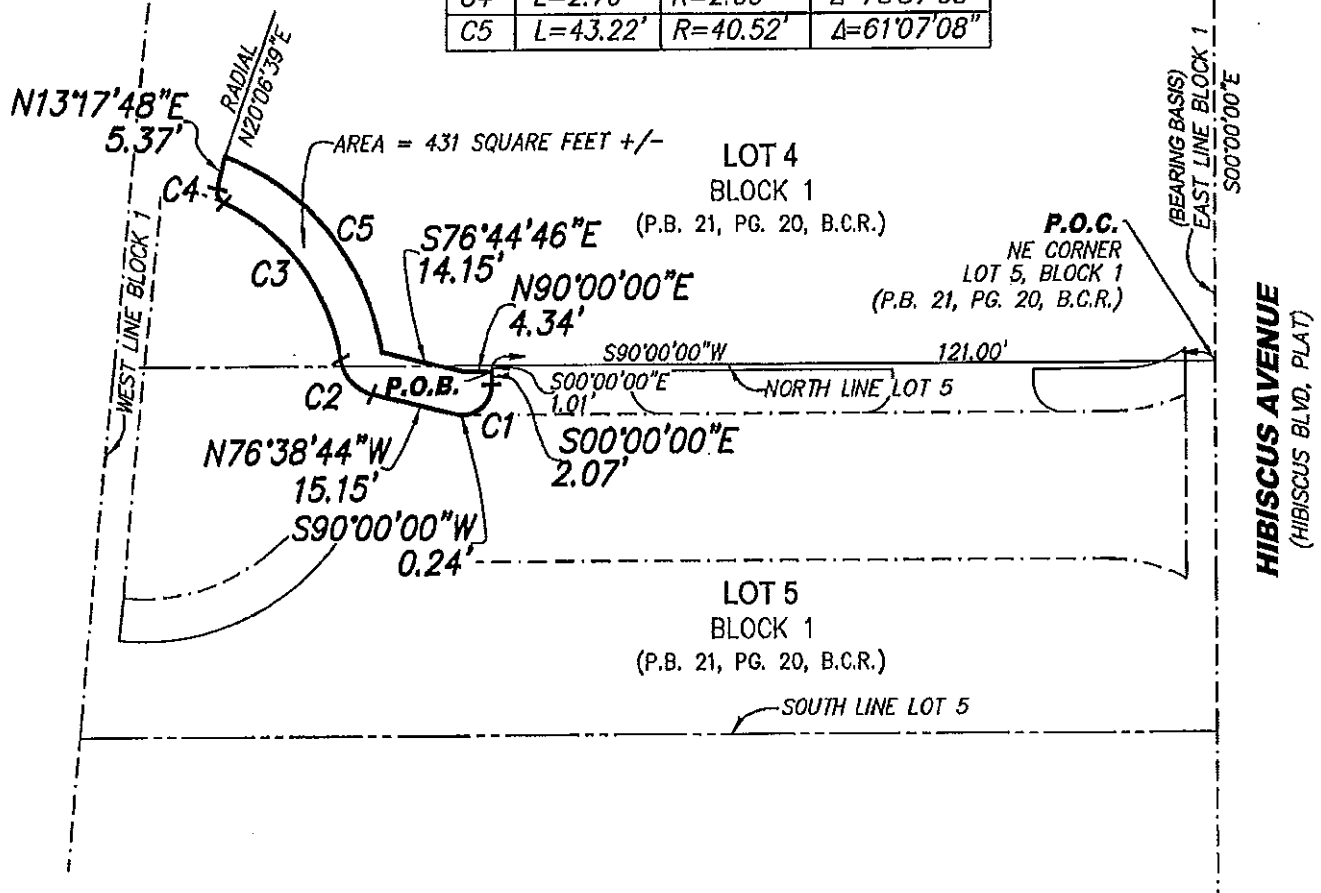 C5 L=43.22' R=40.52' Δ=61°07'08"
RADIAL
N20°06'39"E
N13°17'48"E
5.37'
AREA = 431 SQUARE FEET +/-
LOT 4
BLOCK 1
(P.B. 21, PG. 20, B.C.R.)
(BEARING BASIS)
EAST LINE BLOCK 1
S00°00'00"E
C4
C5
C3
S76°44'46"E
14.15'
N90°00'00"E
4.34'
P.O.C.
NE CORNER
LOT 5, BLOCK 1
(P.B. 21, PG. 20, B.C.R.)
WEST LINE BLOCK 1
S90°00'00"W 121.00'
P.O.B.
S00°00'00"E
1.01'
NORTH LINE LOT 5
C2
C1
N76°38'44"W
15.15'
S00°00'00"E
2.07'
S90°00'00"W
0.24'
HIBISCUS AVENUE
(HIBISCUS BLVD, PLAT)
LOT 5
BLOCK 1
(P.B. 21, PG. 20, B.C.R.)
SOUTH LINE LOT 5